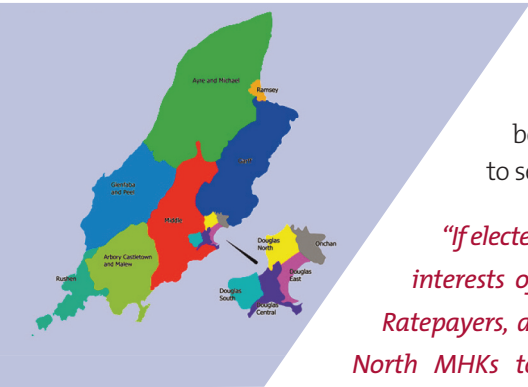 Ayre and Michael
Ramsey
Garff
Glenfaba
and Peel
Middle
Rushen
Arbory Castletown
and Malew
Douglas
North
Onchan
Douglas
East
Douglas
South
Douglas
Central
to se
"If electe
interests o
Ratepayers, a
North MHKs to